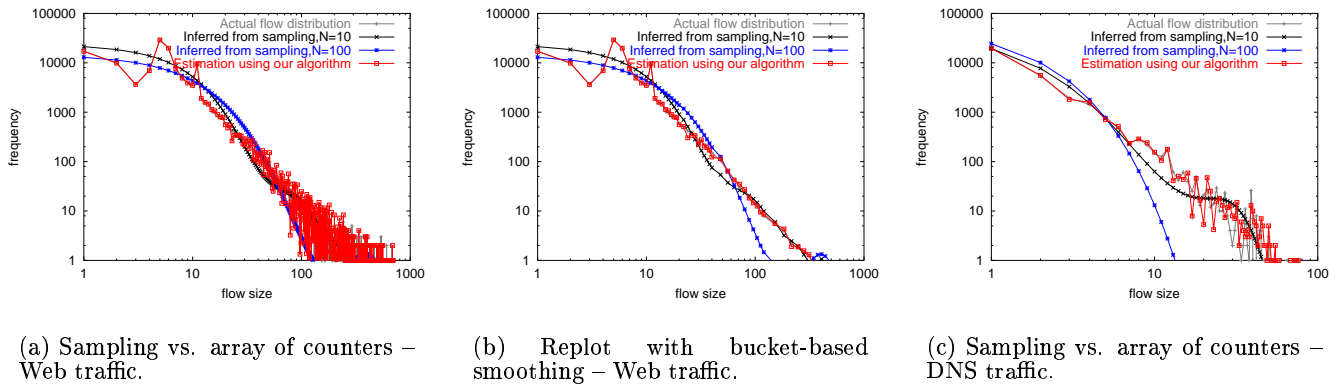 Actual flow distribution
Inferred from sampling,N=10
Inferred from sampling,N=100
Estimation using our algorithm
100000
10000
1000
100
10
1
frequency
1
10
100
1000
flow size
(a) Sampling vs. array of counters –
Web traffic.
Actual flow distribution
Inferred from sampling,N=10
Inferred from sampling,N=100
Estimation using our algorithm
100000
10000
1000
100
10
1
frequency
1
10
100
1000
flow size
(b) Replot with bucket-based
smoothing – Web traffic.
Actual flow distribution
Inferred from sampling,N=10
Inferred from sampling,N=100
Estimation using our algorithm
100000
10000
1000
100
10
1
frequency
1
10
100
flow size
(c) Sampling vs. array of counters –
DNS traffic.